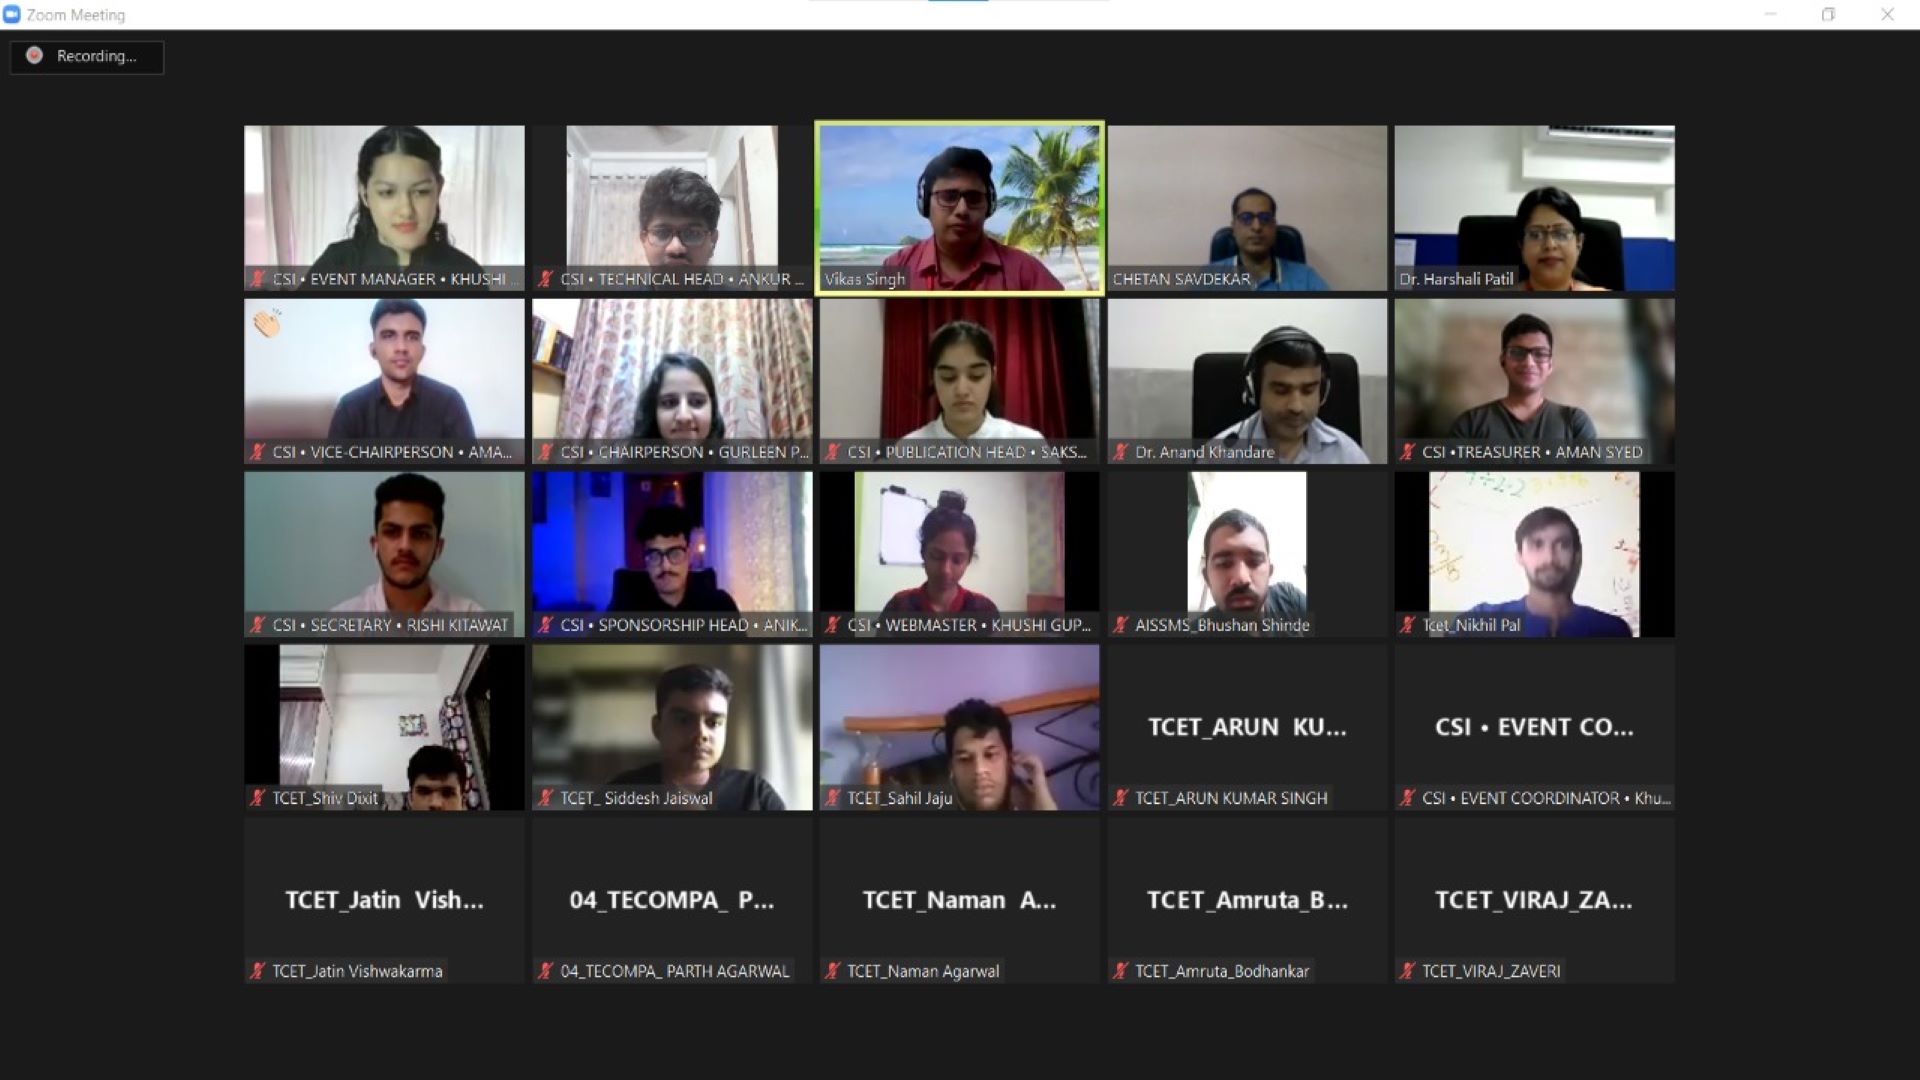 Zoom Meeting
Recording...
CSI • EVENT MANAGER • KHUSHI ...
CSI • TECHNICAL HEAD • ANKUR ...
Vikas Singh
CHETAN SAVDEKAR
Dr. Harshali Patil
CSI • VICE-CHAIRPERSON • AMA...
CSI • CHAIRPERSON • GURLEEN P...
CSI • PUBLICATION HEAD • SAKS...
Dr. Anand Khandare
CSI •TREASURER • AMAN SYED
CSI • SECRETARY • RISHI KITAWAT
CSI • SPONSORSHIP HEAD • ANIK...
CSI • WEBMASTER • KHUSHI GUP...
AISSMS_Bhushan Shinde
Tcet_Nikhil Pal
TCET_Shiv Dixit
TCET_ Siddesh Jaiswal
TCET_Sahil Jaju
TCET_ARUN KU...
TCET_ARUN KUMAR SINGH
CSI • EVENT CO...
CSI • EVENT COORDINATOR • Khu...
TCET_Jatin Vish...
TCET_Jatin Vishwakarma
04_TECOMPA_ P...
04_TECOMPA_ PARTH AGARWAL
TCET_Naman A...
TCET_Naman Agarwal
TCET_Amruta_B...
TCET_Amruta_Bodhankar
TCET_VIRAJ_ZA...
TCET_VIRAJ_ZAVERI